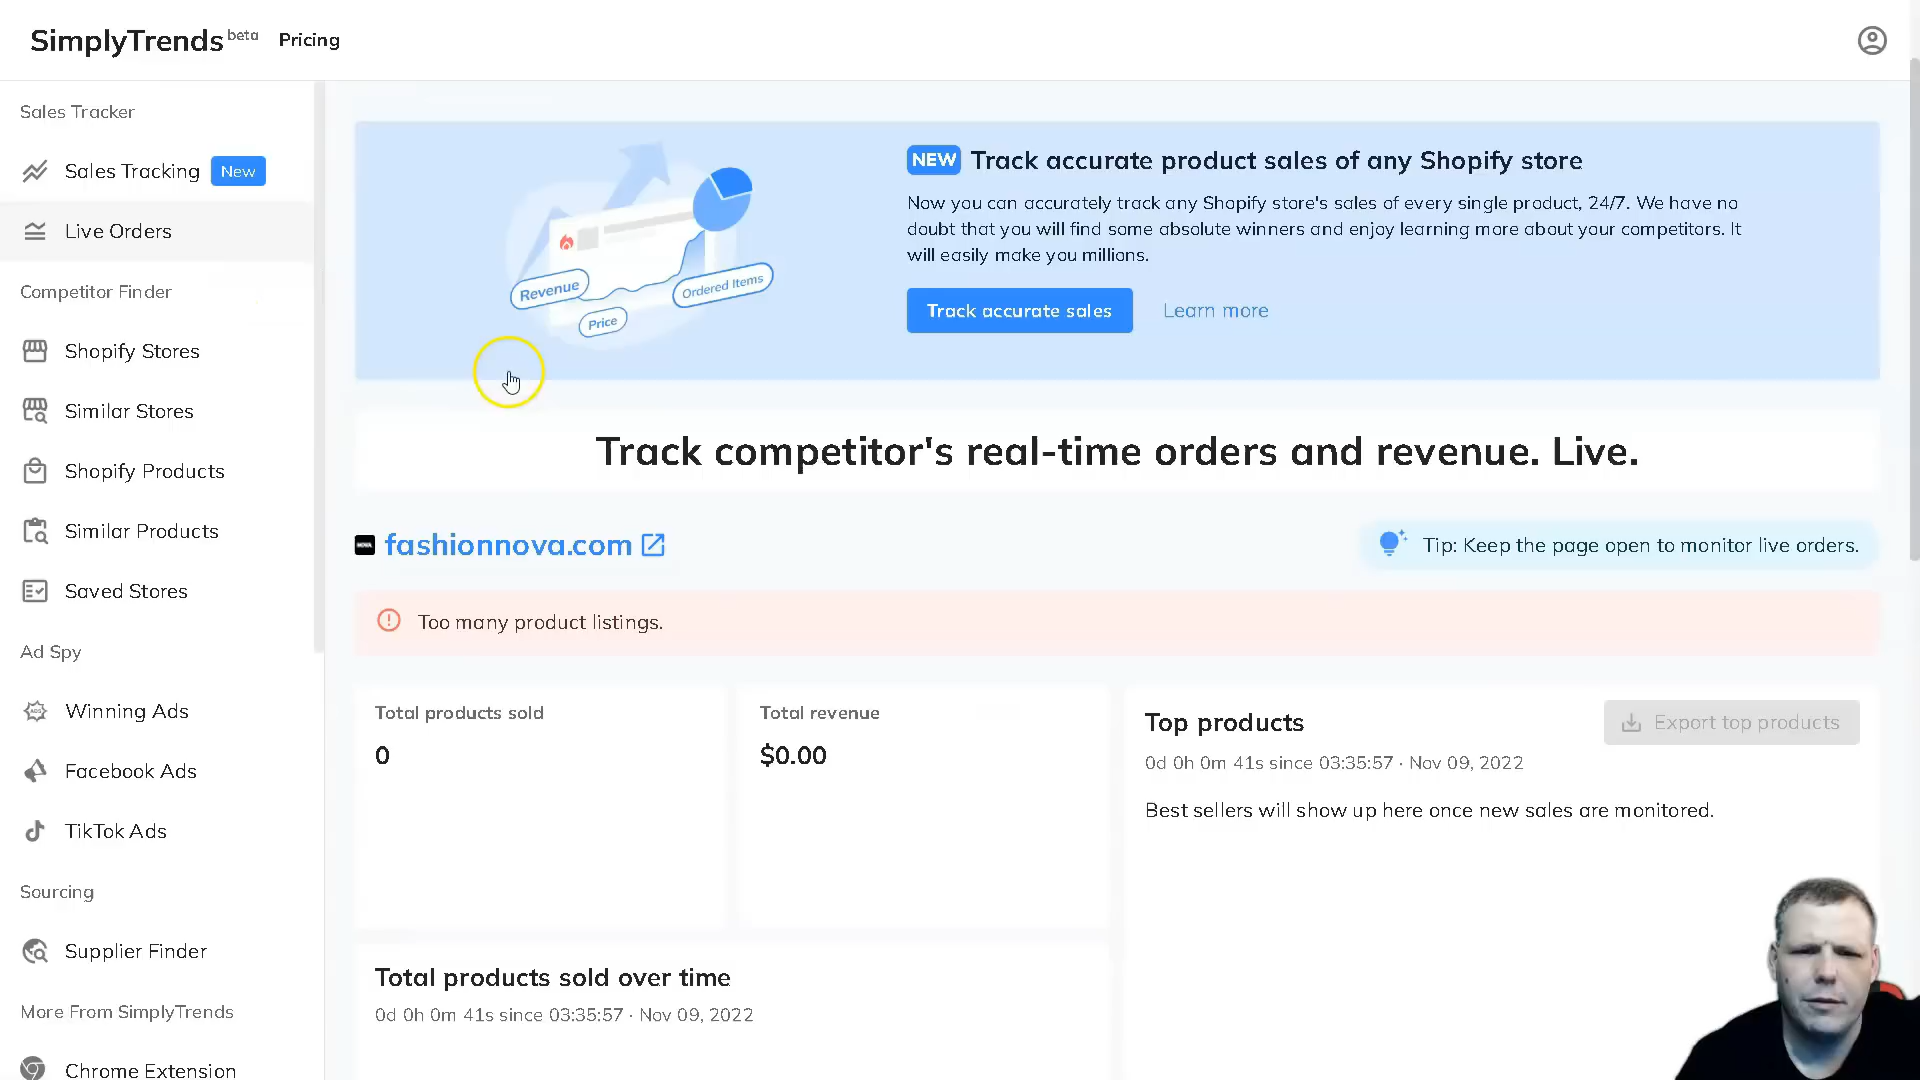 SimplyTrends beta
Pricing
Sales Tracker
Sales Tracking New
Live Orders
Competitor Finder
Shopify Stores
Similar Stores
Shopify Products
Similar Products
Saved Stores
Ad Spy
Winning Ads
Facebook Ads
TikTok Ads
Sourcing
Supplier Finder
More From SimplyTrends
Chrome Extension
Revenue
Price
Ordered Items
NEW Track accurate product sales of any Shopify store
Now you can accurately track any Shopify store's sales of every single product, 24/7. We have no
doubt that you will find some absolute winners and enjoy learning more about your competitors. It
will easily make you millions.
Track accurate sales
Learn more
Track competitor's real-time orders and revenue. Live.
NOVA
fashionnova.com
Tip: Keep the page open to monitor live orders.
Too many product listings.
Total products sold
0
Total revenue
$0.00
Top products
Export top products
0d 0h 0m 41s since 03:35:57 · Nov 09, 2022
Best sellers will show up here once new sales are monitored.
Total products sold over time
0d 0h 0m 41s since 03:35:57 · Nov 09, 2022